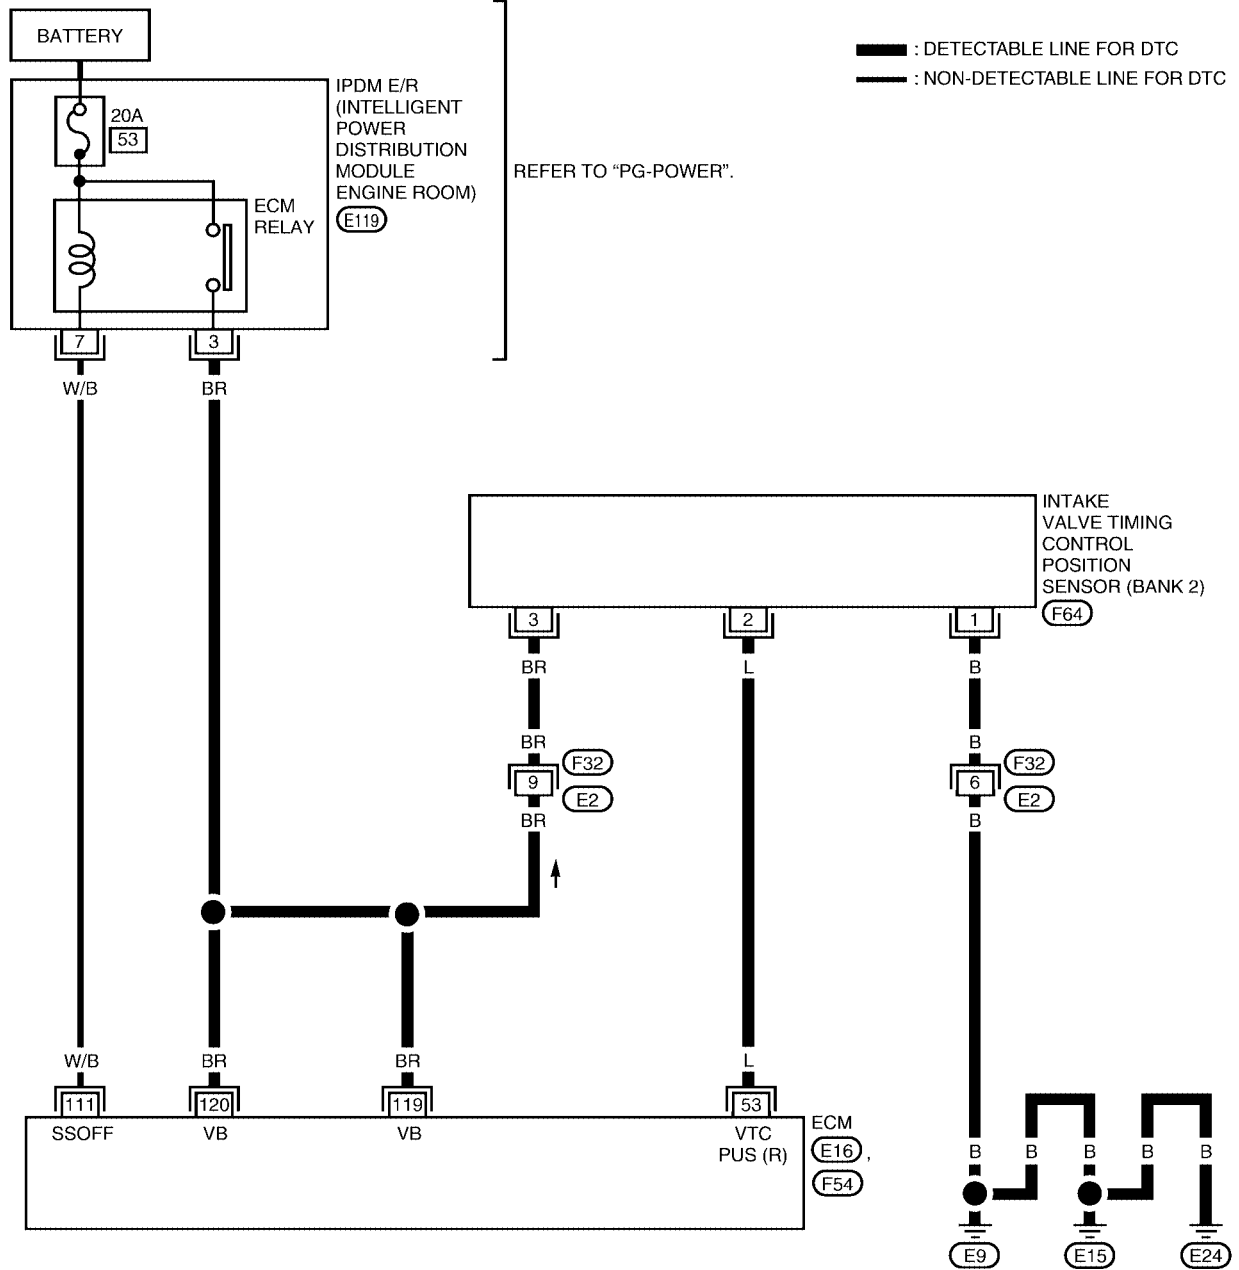 BATTERY
: DETECTABLE LINE FOR DTC
: NON-DETECTABLE LINE FOR DTC
20A
53
IPDM E/R
(INTELLIGENT
POWER
DISTRIBUTION
MODULE
ENGINE ROOM)
E119
REFER TO “PG-POWER”.
ECM
RELAY
7
3
W/B
BR
INTAKE
VALVE TIMING
CONTROL
POSITION
SENSOR (BANK 2)
F64
3
2
1
BR
L
B
BR
B
F32
F32
9
6
E2
E2
BR
B
W/B
BR
BR
L
111
120
119
53
SSOFF
VB
VB
VTC
PUS (R)
ECM
E16 ,
F54
B
B
B
B
B
E9
E15
E24